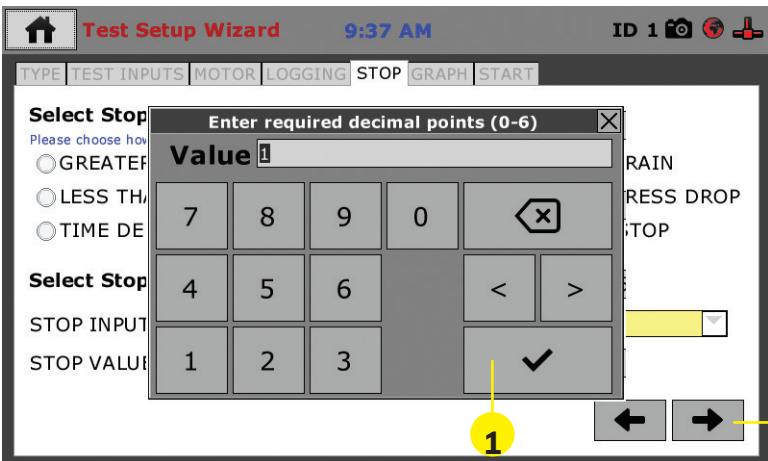 Test Setup Wizard 9:37 AM ID 1
TYPE TEST INPUTS MOTOR LOGGING STOP GRAPH START
Select Stop
Please choose how
Enter required decimal points (0-6)
Value 1
GREATER RAIN
LESS THA RESS DROP
TIME DE STOP
7 8 9 0
4 5 6 < >
1 2 3
Select Stop
STOP INPUT
STOP VALUE
1